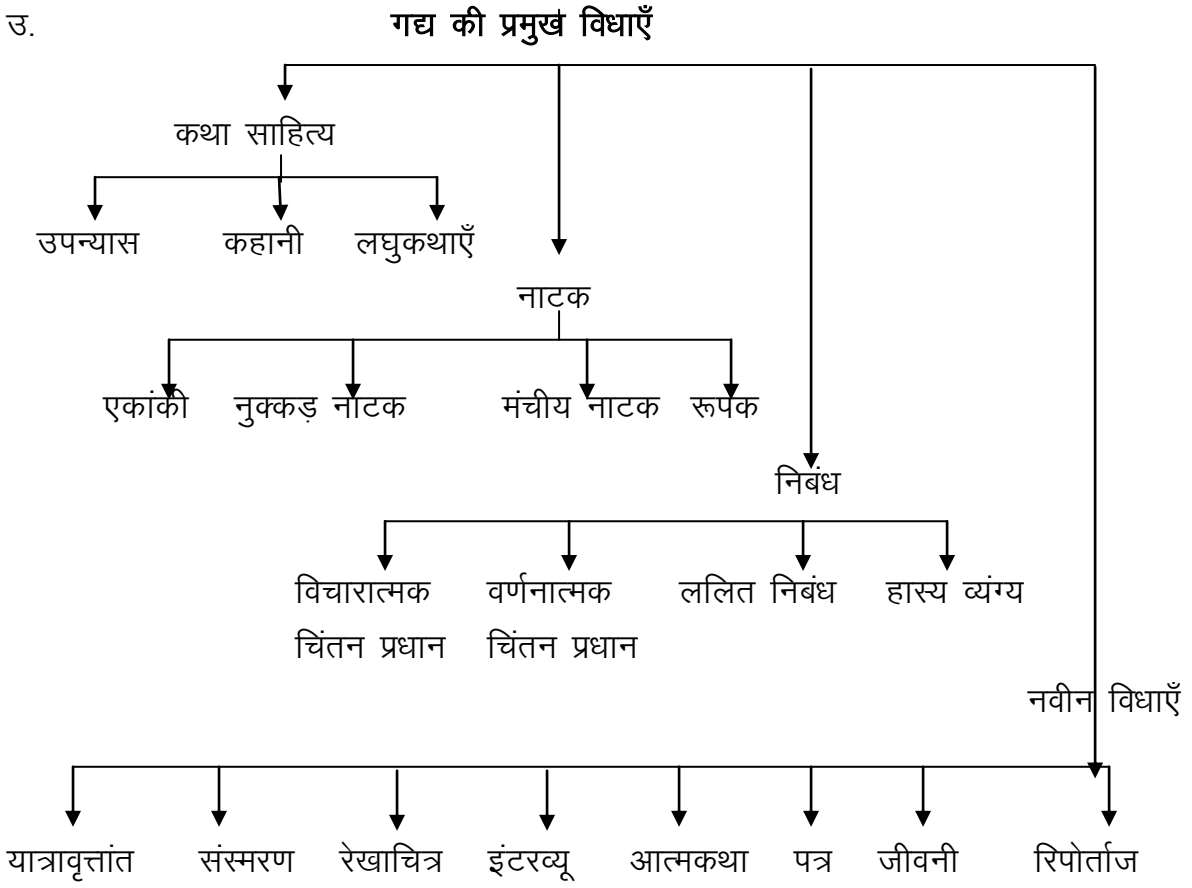 उ. गद्य की प्रमुख विधाएँ
कथा साहित्य
उपन्यास कहानी लघुकथाएँ
नाटक
एकांकी नुक्कड़ नाटक मंचीय नाटक रूपक
निबंध
विचारात्मक वर्णनात्मक ललित निबंध हास्य व्यंग्य
चिंतन प्रधान चिंतन प्रधान
नवीन विधाएँ
यात्रावृत्तांत संस्मरण रेखाचित्र इंटरव्यू आत्मकथा पत्र जीवनी रिपोर्ताज